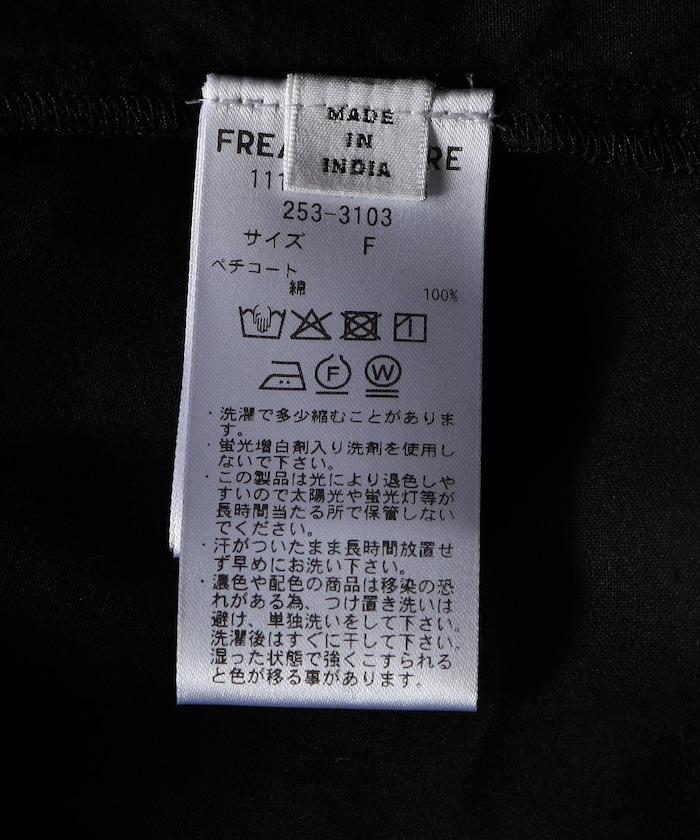 MADE
IN
INDIA
253-3103
サイズ F
ペチコート
綿 100%
F W
・洗濯で多少縮むことがありま
す。
・蛍光増白剤入り洗剤を使用し
ないで下さい。
・この製品は光により退色しや
すいので太陽光や蛍光灯等が
長時間当たる所で保管しない
でください。
・汗がついたまま長時間放置せ
ず早めにお洗い下さい。
・濃色や配色の商品は移染の恐
れがある為、つけ置き洗いは
避け、単独洗いをして下さい。
洗濯後はすぐに干して下さい。
湿った状態で強くこすられる
と色が移る事があります。